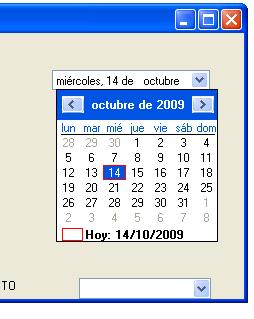 miércoles, 14 de octubre
octubre de 2009
lun mar mié jue vie sáb dom
28 29 30 1 2 3 4
5 6 7 8 9 10 11
12 13 14 15 16 17 18
19 20 21 22 23 24 25
26 27 28 29 30 31 1
2 3 4 5 6 7 8
Hoy: 14/10/2009
TO